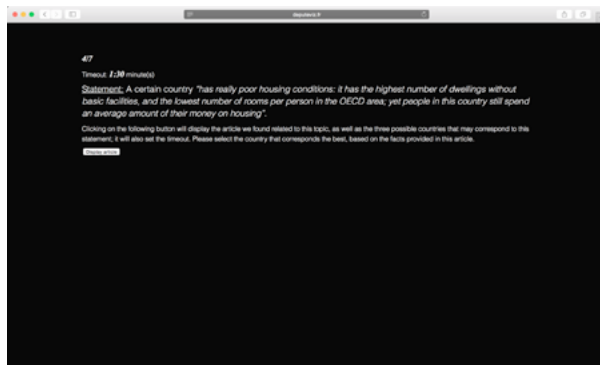 4/7
Timeout: 1:30 minute(s)
Statement: A certain country "has really poor housing conditions: it has the highest number of dwellings without
basic facilities, and the lowest number of rooms per person in the OECD area; yet people in this country still spend
an average amount of their money on housing".
Clicking on the following button will display the article we found related to this topic, as well as the three possible countries that may correspond to this
statement; it will also set the timeout. Please select the country that corresponds the best, based on the facts provided in this article.
Display article